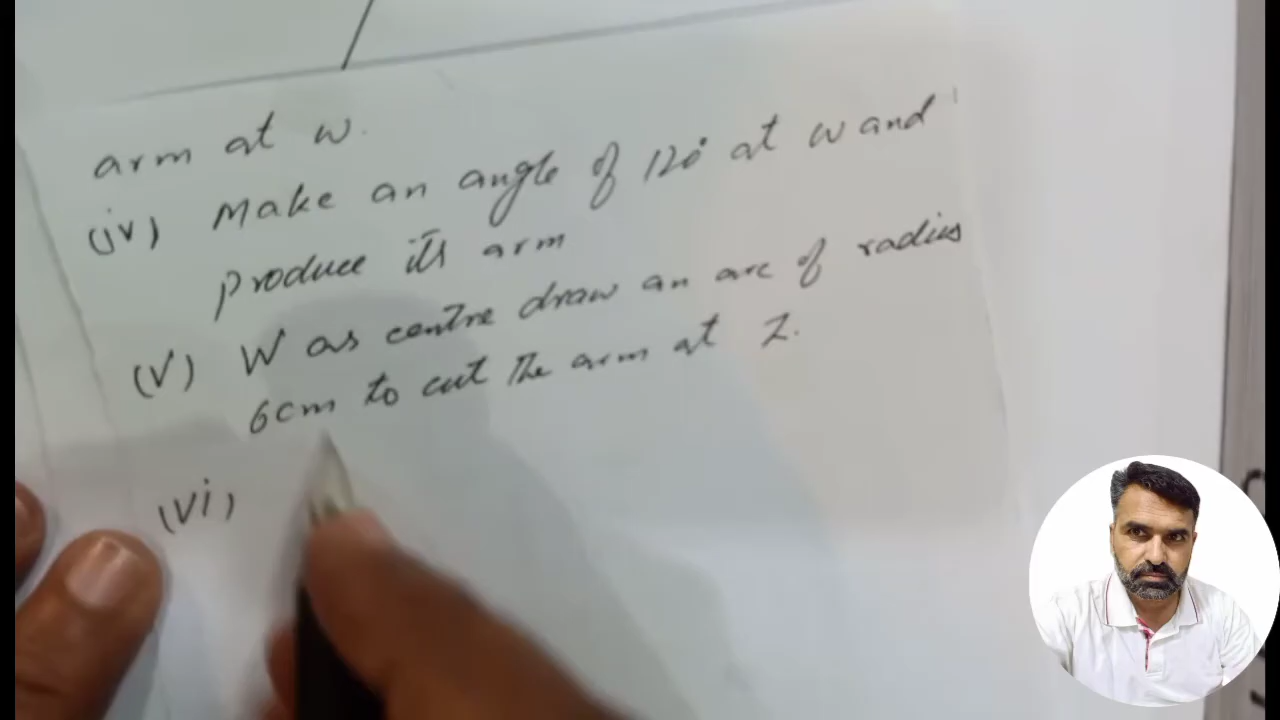 arm at W.
(iv) Make an angle of 120° at W and
produce its arm
(v) W as centre draw an arc of radius
6cm to cut the arm at Z.
(vi)